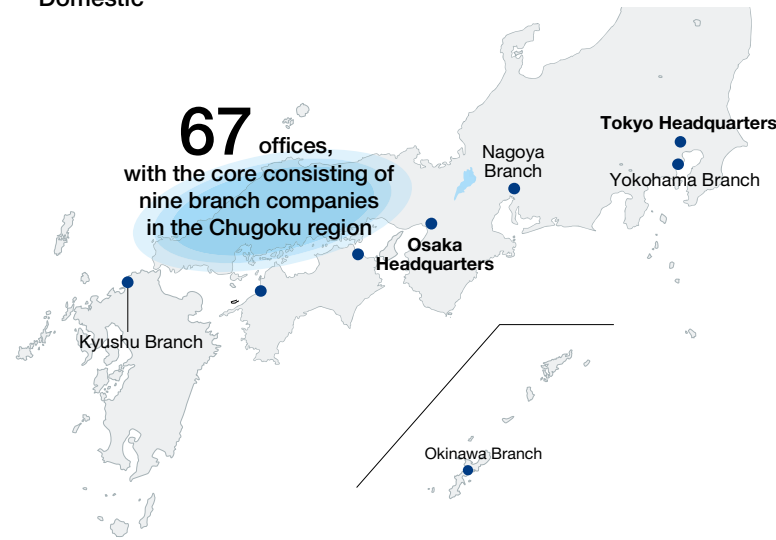 Domestic
67 offices,
with the core consisting of
nine branch companies
in the Chugoku region
Tokyo Headquarters
Nagoya
Branch
Yokohama Branch
Osaka
Headquarters
Kyushu Branch
Okinawa Branch